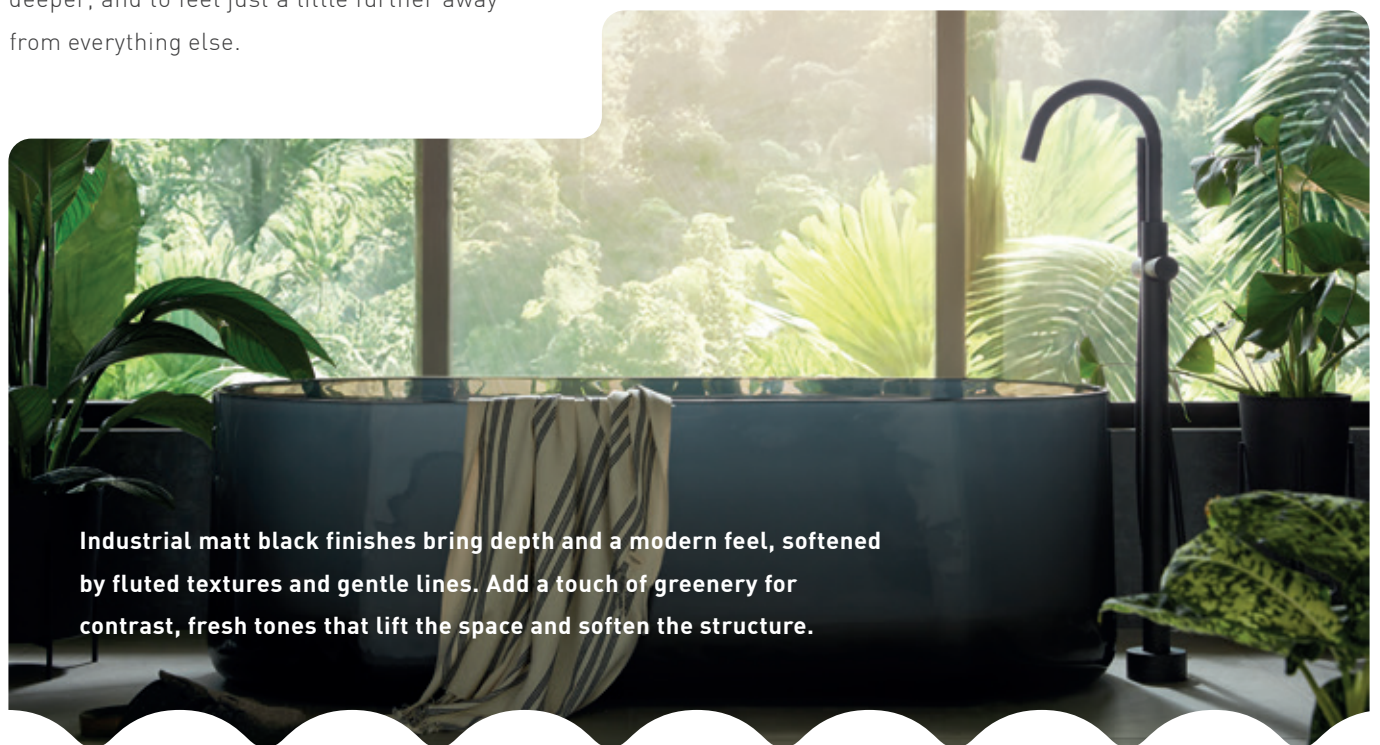 deeper, and to feel just a little further away
from everything else.
Industrial matt black finishes bring depth and a modern feel, softened
by fluted textures and gentle lines. Add a touch of greenery for
contrast, fresh tones that lift the space and soften the structure.